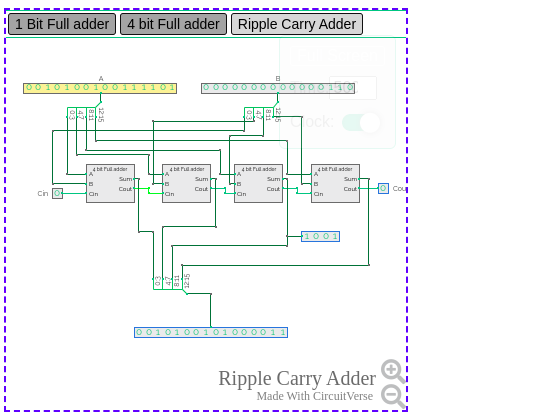 1 Bit Full adder 4 bit Full adder Ripple Carry Adder
A B
0 0 1 0 1 0 0 1 0 0 1 1 1 1 0 1 0 0 0 0 0 0 0 0 0 0 0 0 0 1 1 0
0:3 4:7 8:11 12:15 0:3 4:7 8:11 12:15
4 bit Full adder 4 bit Full adder 4 bit Full adder 4 bit Full adder
A Sum A Sum A Sum A Sum
B Cout B Cout B Cout B Cout 0 Cou
Cin 0 Cin Cin Cin Cin
1 0 0 1
0:3 4:7 8:11 12:15
0 0 1 0 1 0 0 1 0 1 0 0 0 0 1 1
Ripple Carry Adder
Made With CircuitVerse